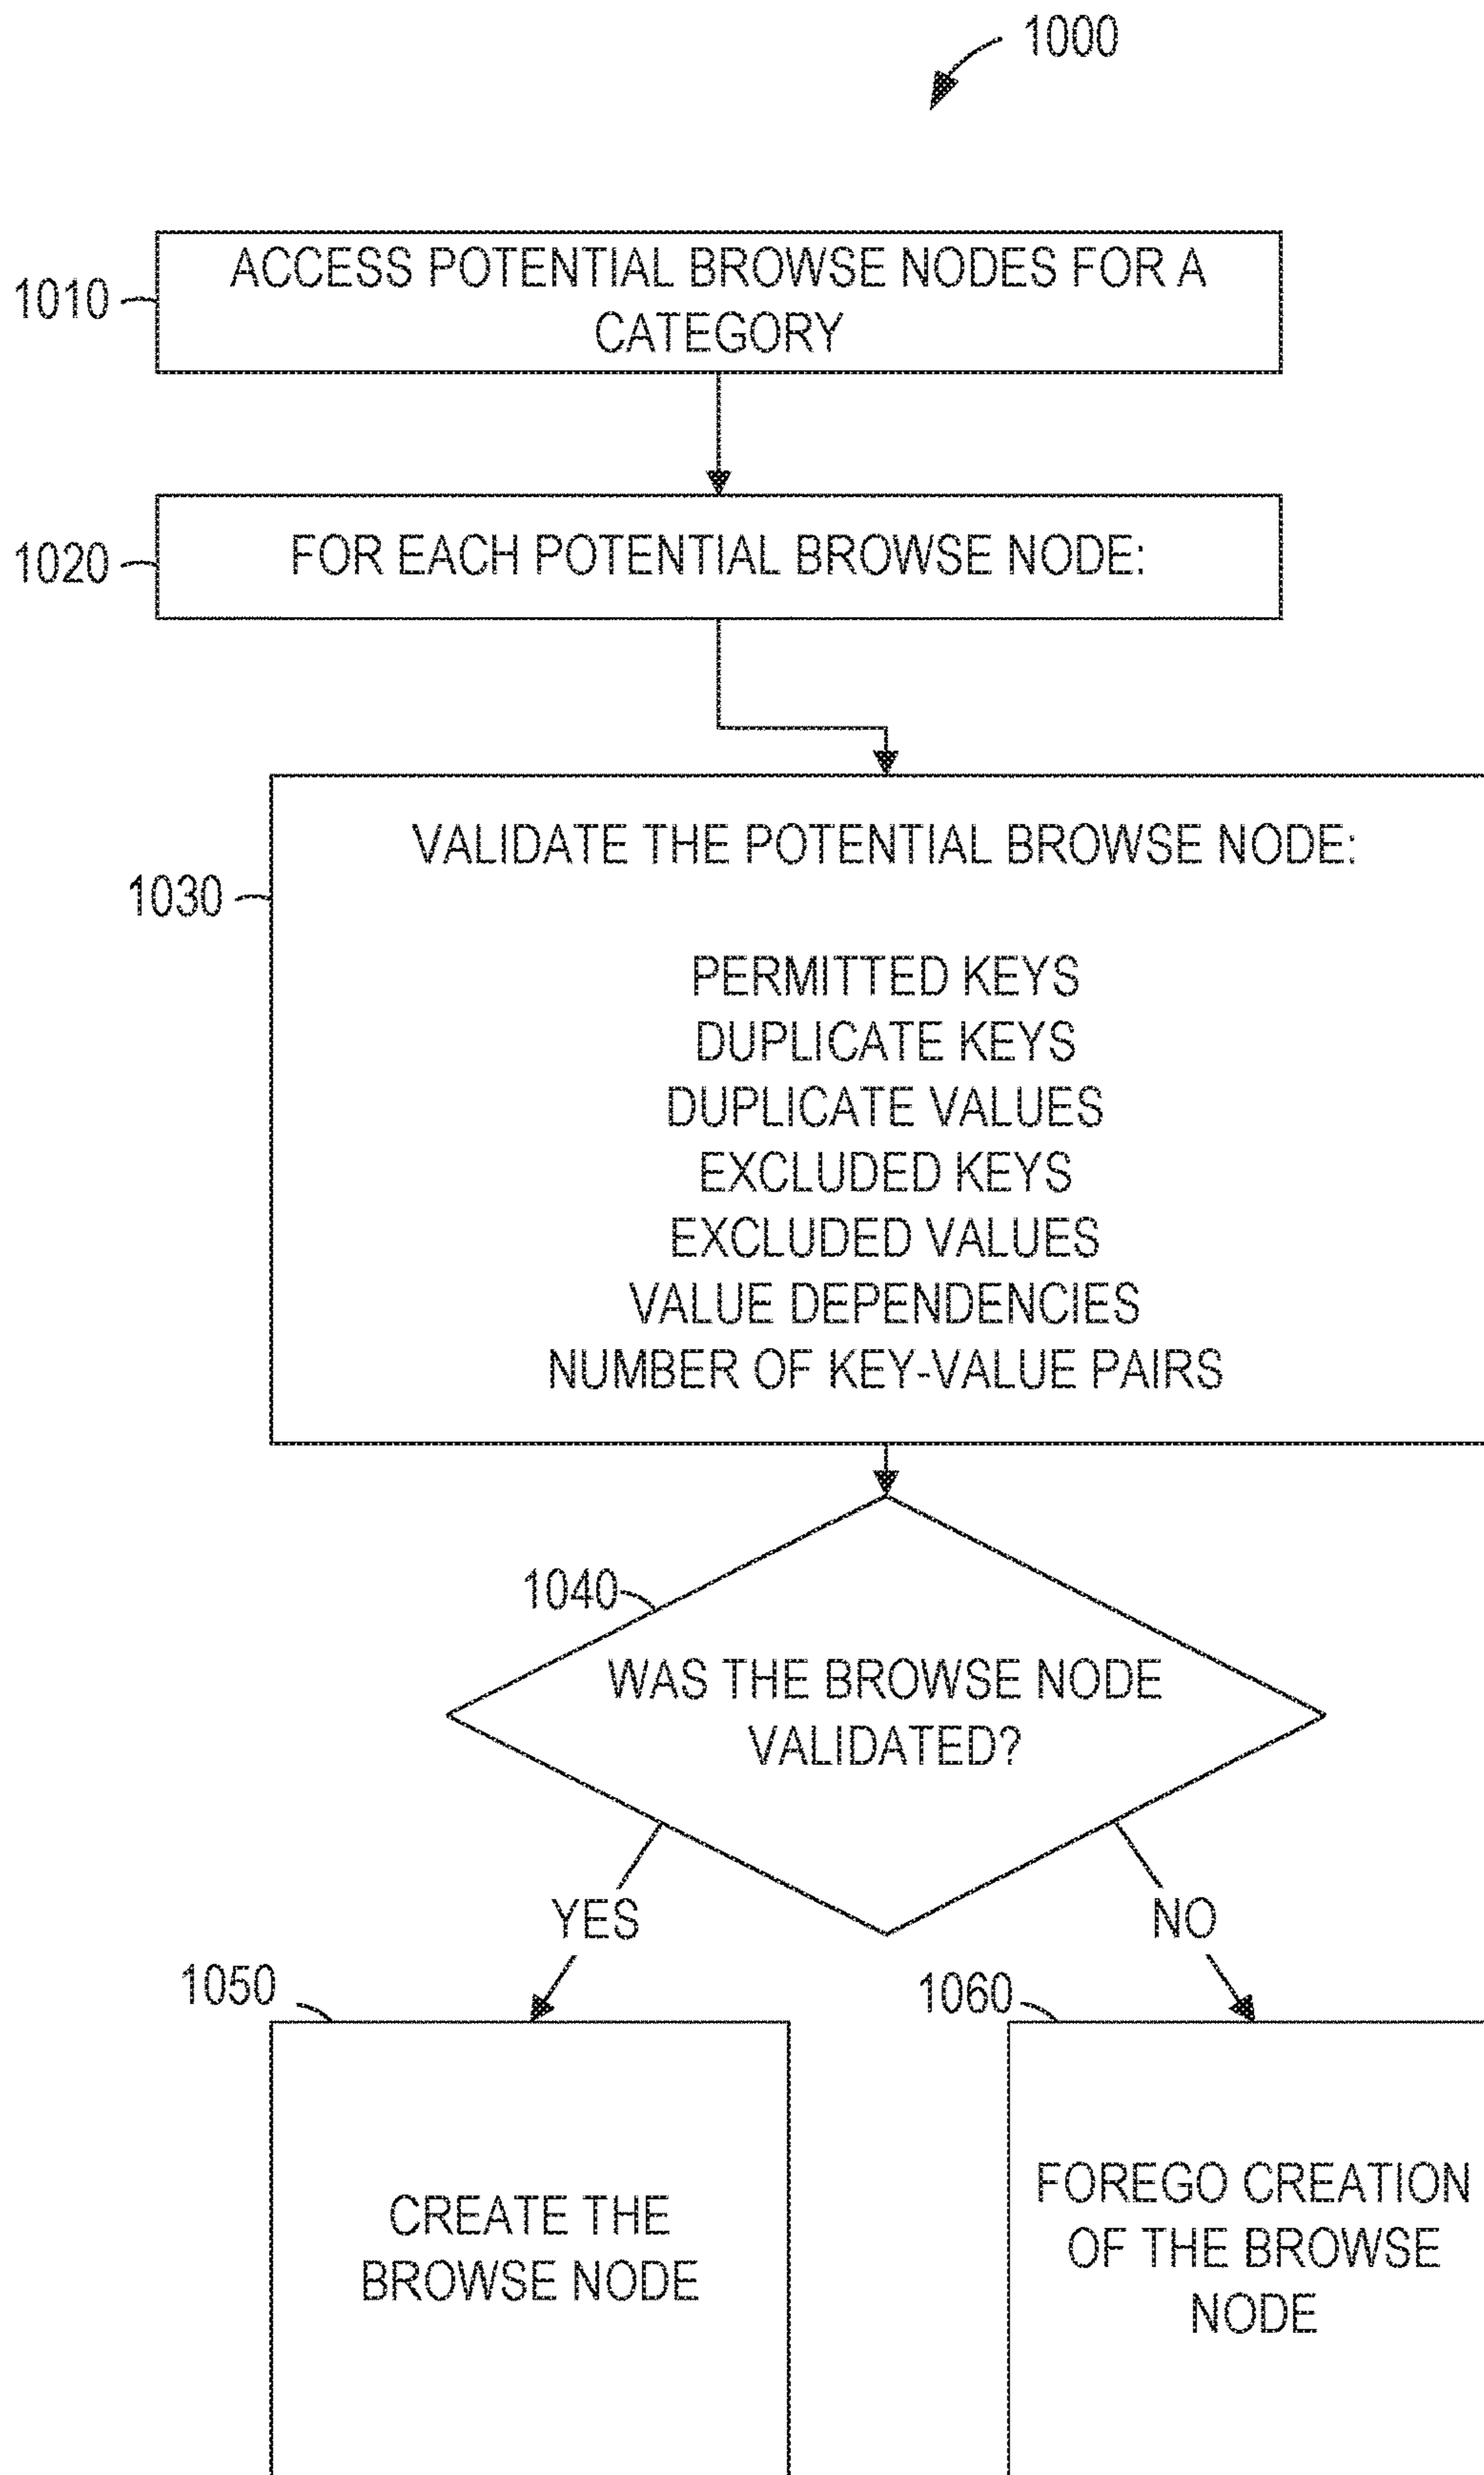 1000
ACCESS POTENTIAL BROWSE NODES FOR A
CATEGORY
1010
FOR EACH POTENTIAL BROWSE NODE:
1020
VALIDATE THE POTENTIAL BROWSE NODE:
1030
PERMITTED KEYS
DUPLICATE KEYS
DUPLICATE VALUES
EXCLUDED KEYS
EXCLUDED VALUES
VALUE DEPENDENCIES
NUMBER OF KEY-VALUE PAIRS
1040
WAS THE BROWSE NODE
VALIDATED?
YES
NO
1050
1060
CREATE THE
BROWSE NODE
FOREGO CREATION
OF THE BROWSE
NODE